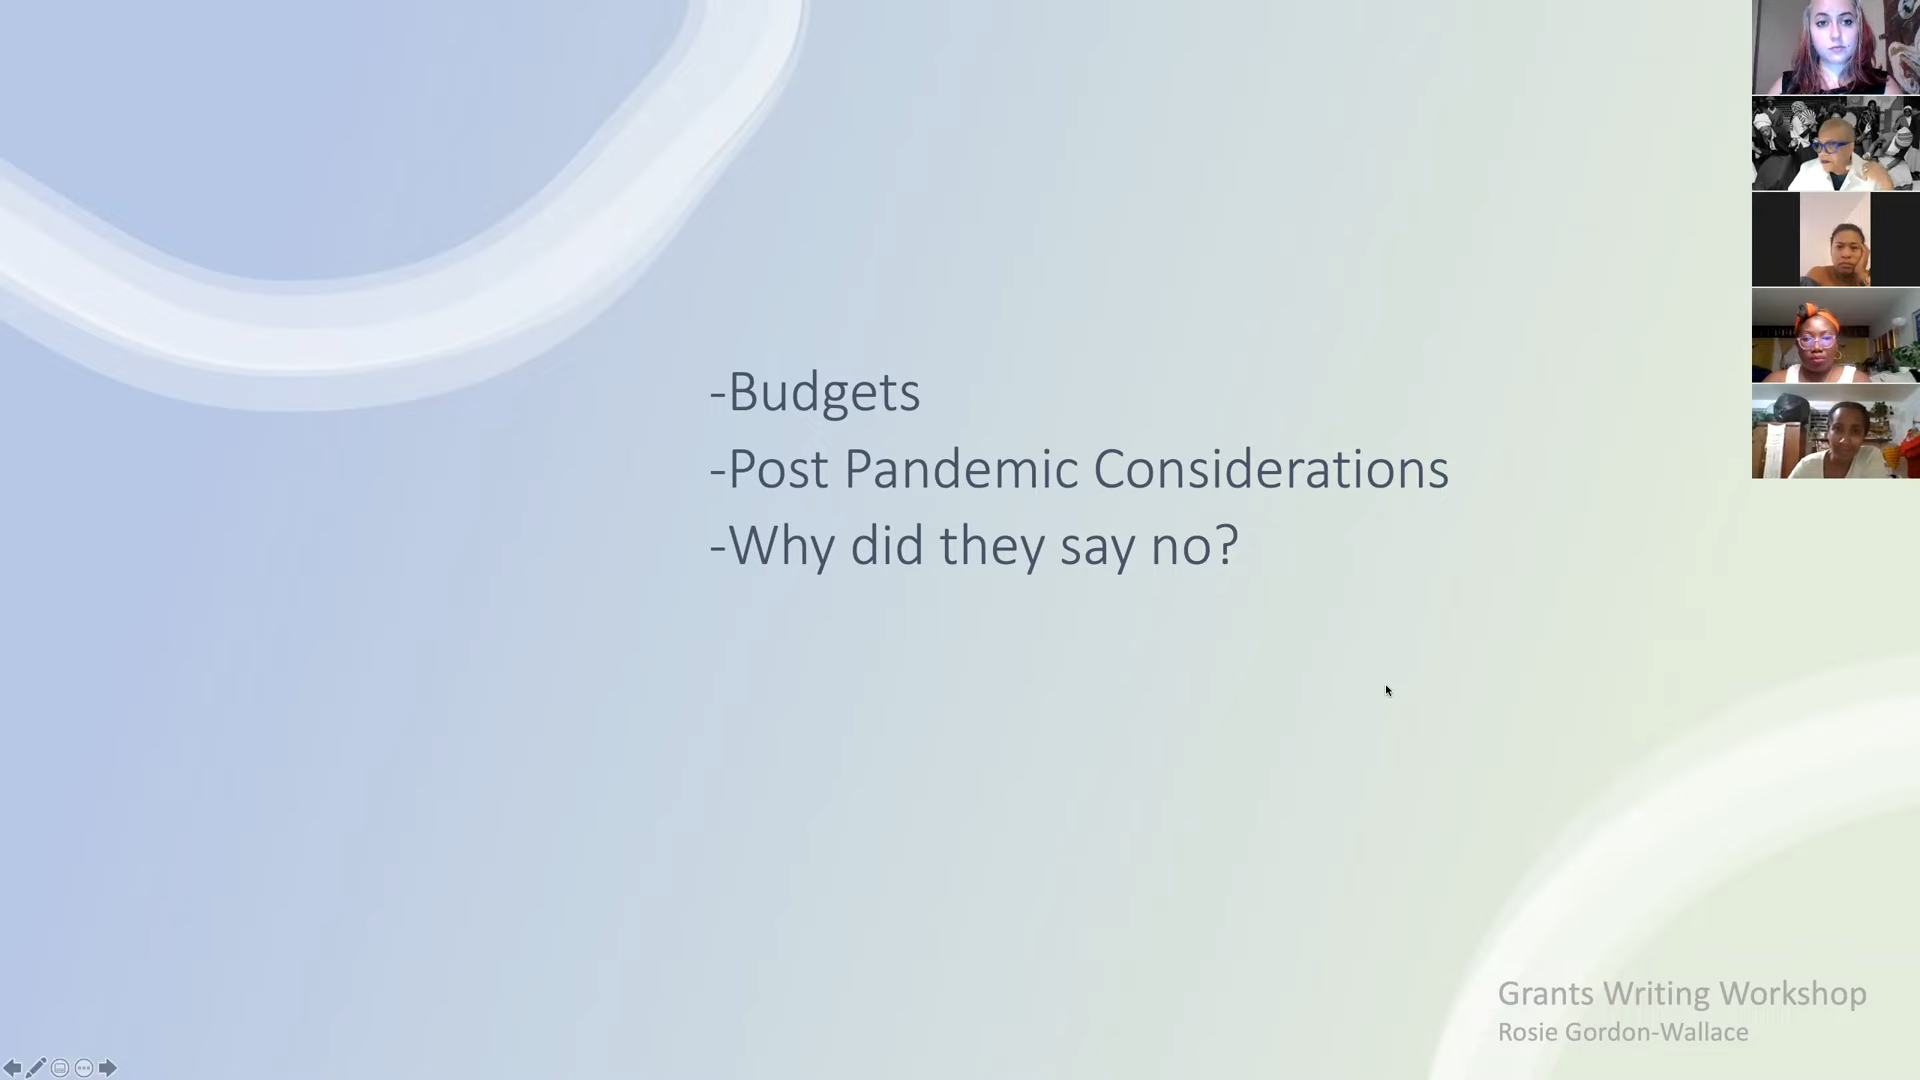 -Budgets
-Post Pandemic Considerations
-Why did they say no?
Grants Writing Workshop
Rosie Gordon-Wallace